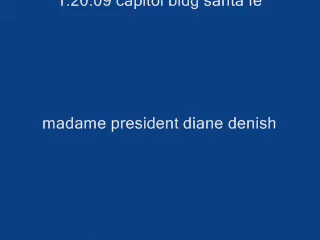 1.20.09 capitol bldg santa fe
madame president diane denish